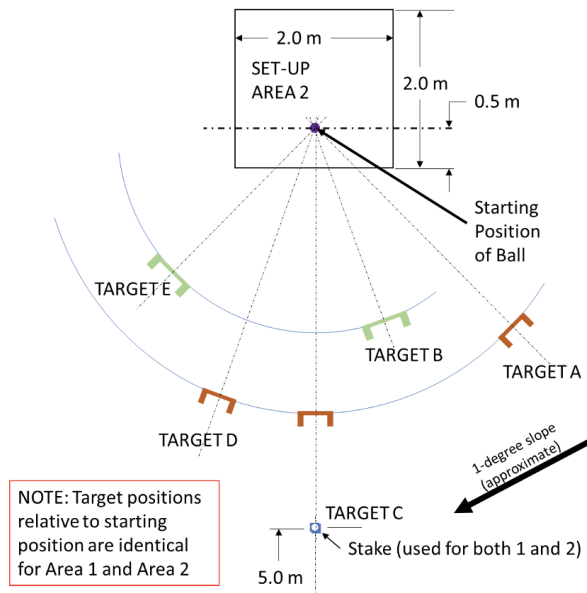 2.0 m
SET-UP
AREA 2
2.0 m
0.5 m
Starting
Position
of Ball
TARGET E
TARGET B
TARGET A
TARGET D
1-degree slope
(approximate)
NOTE: Target positions
relative to starting
position are identical
for Area 1 and Area 2
TARGET C
Stake (used for both 1 and 2)
5.0 m